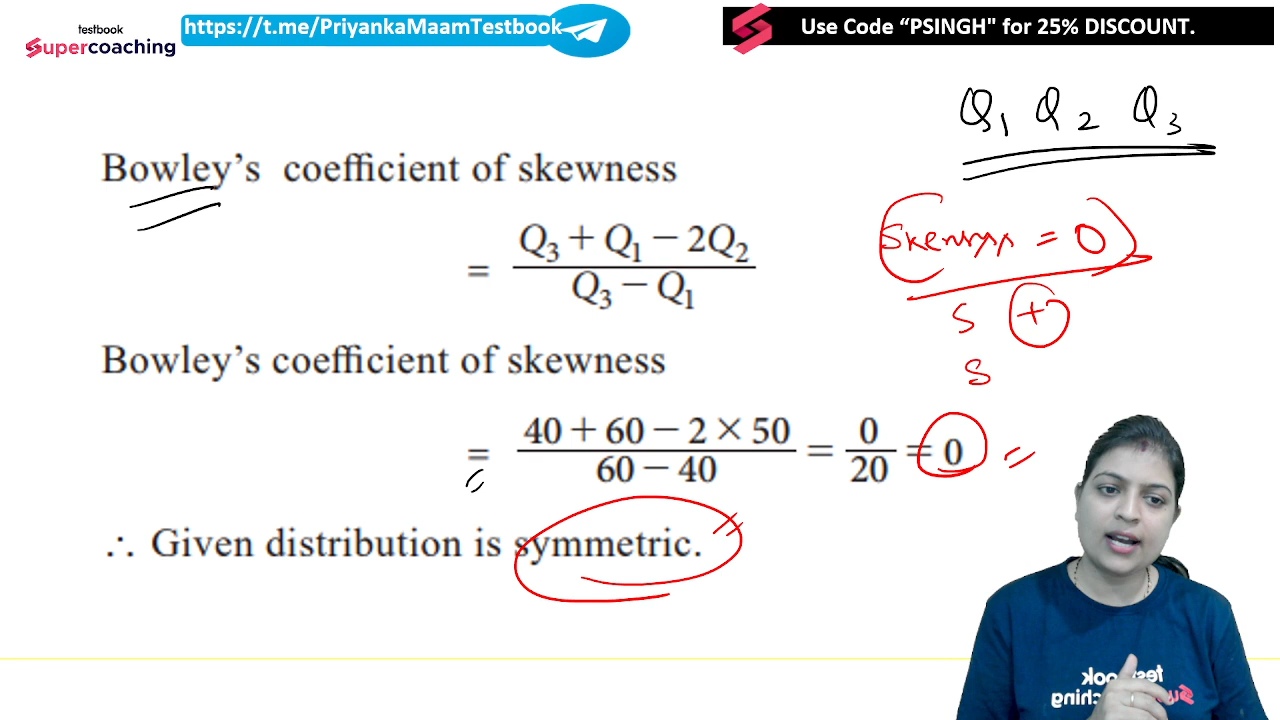 testbook
Supercoaching
https://t.me/PriyankaMaamTestbook
Use Code “PSINGH" for 25% DISCOUNT.
Q1 Q2 Q3
Bowley’s coefficient of skewness
= Q3 + Q1 − 2Q2 / Q3 − Q1
= 0
S +
S
Bowley’s coefficient of skewness
= 40 + 60 − 2 × 50 / 60 − 40 = 0 / 20 = 0 =
∴ Given distribution is symmetric.
testbook
Supercoaching